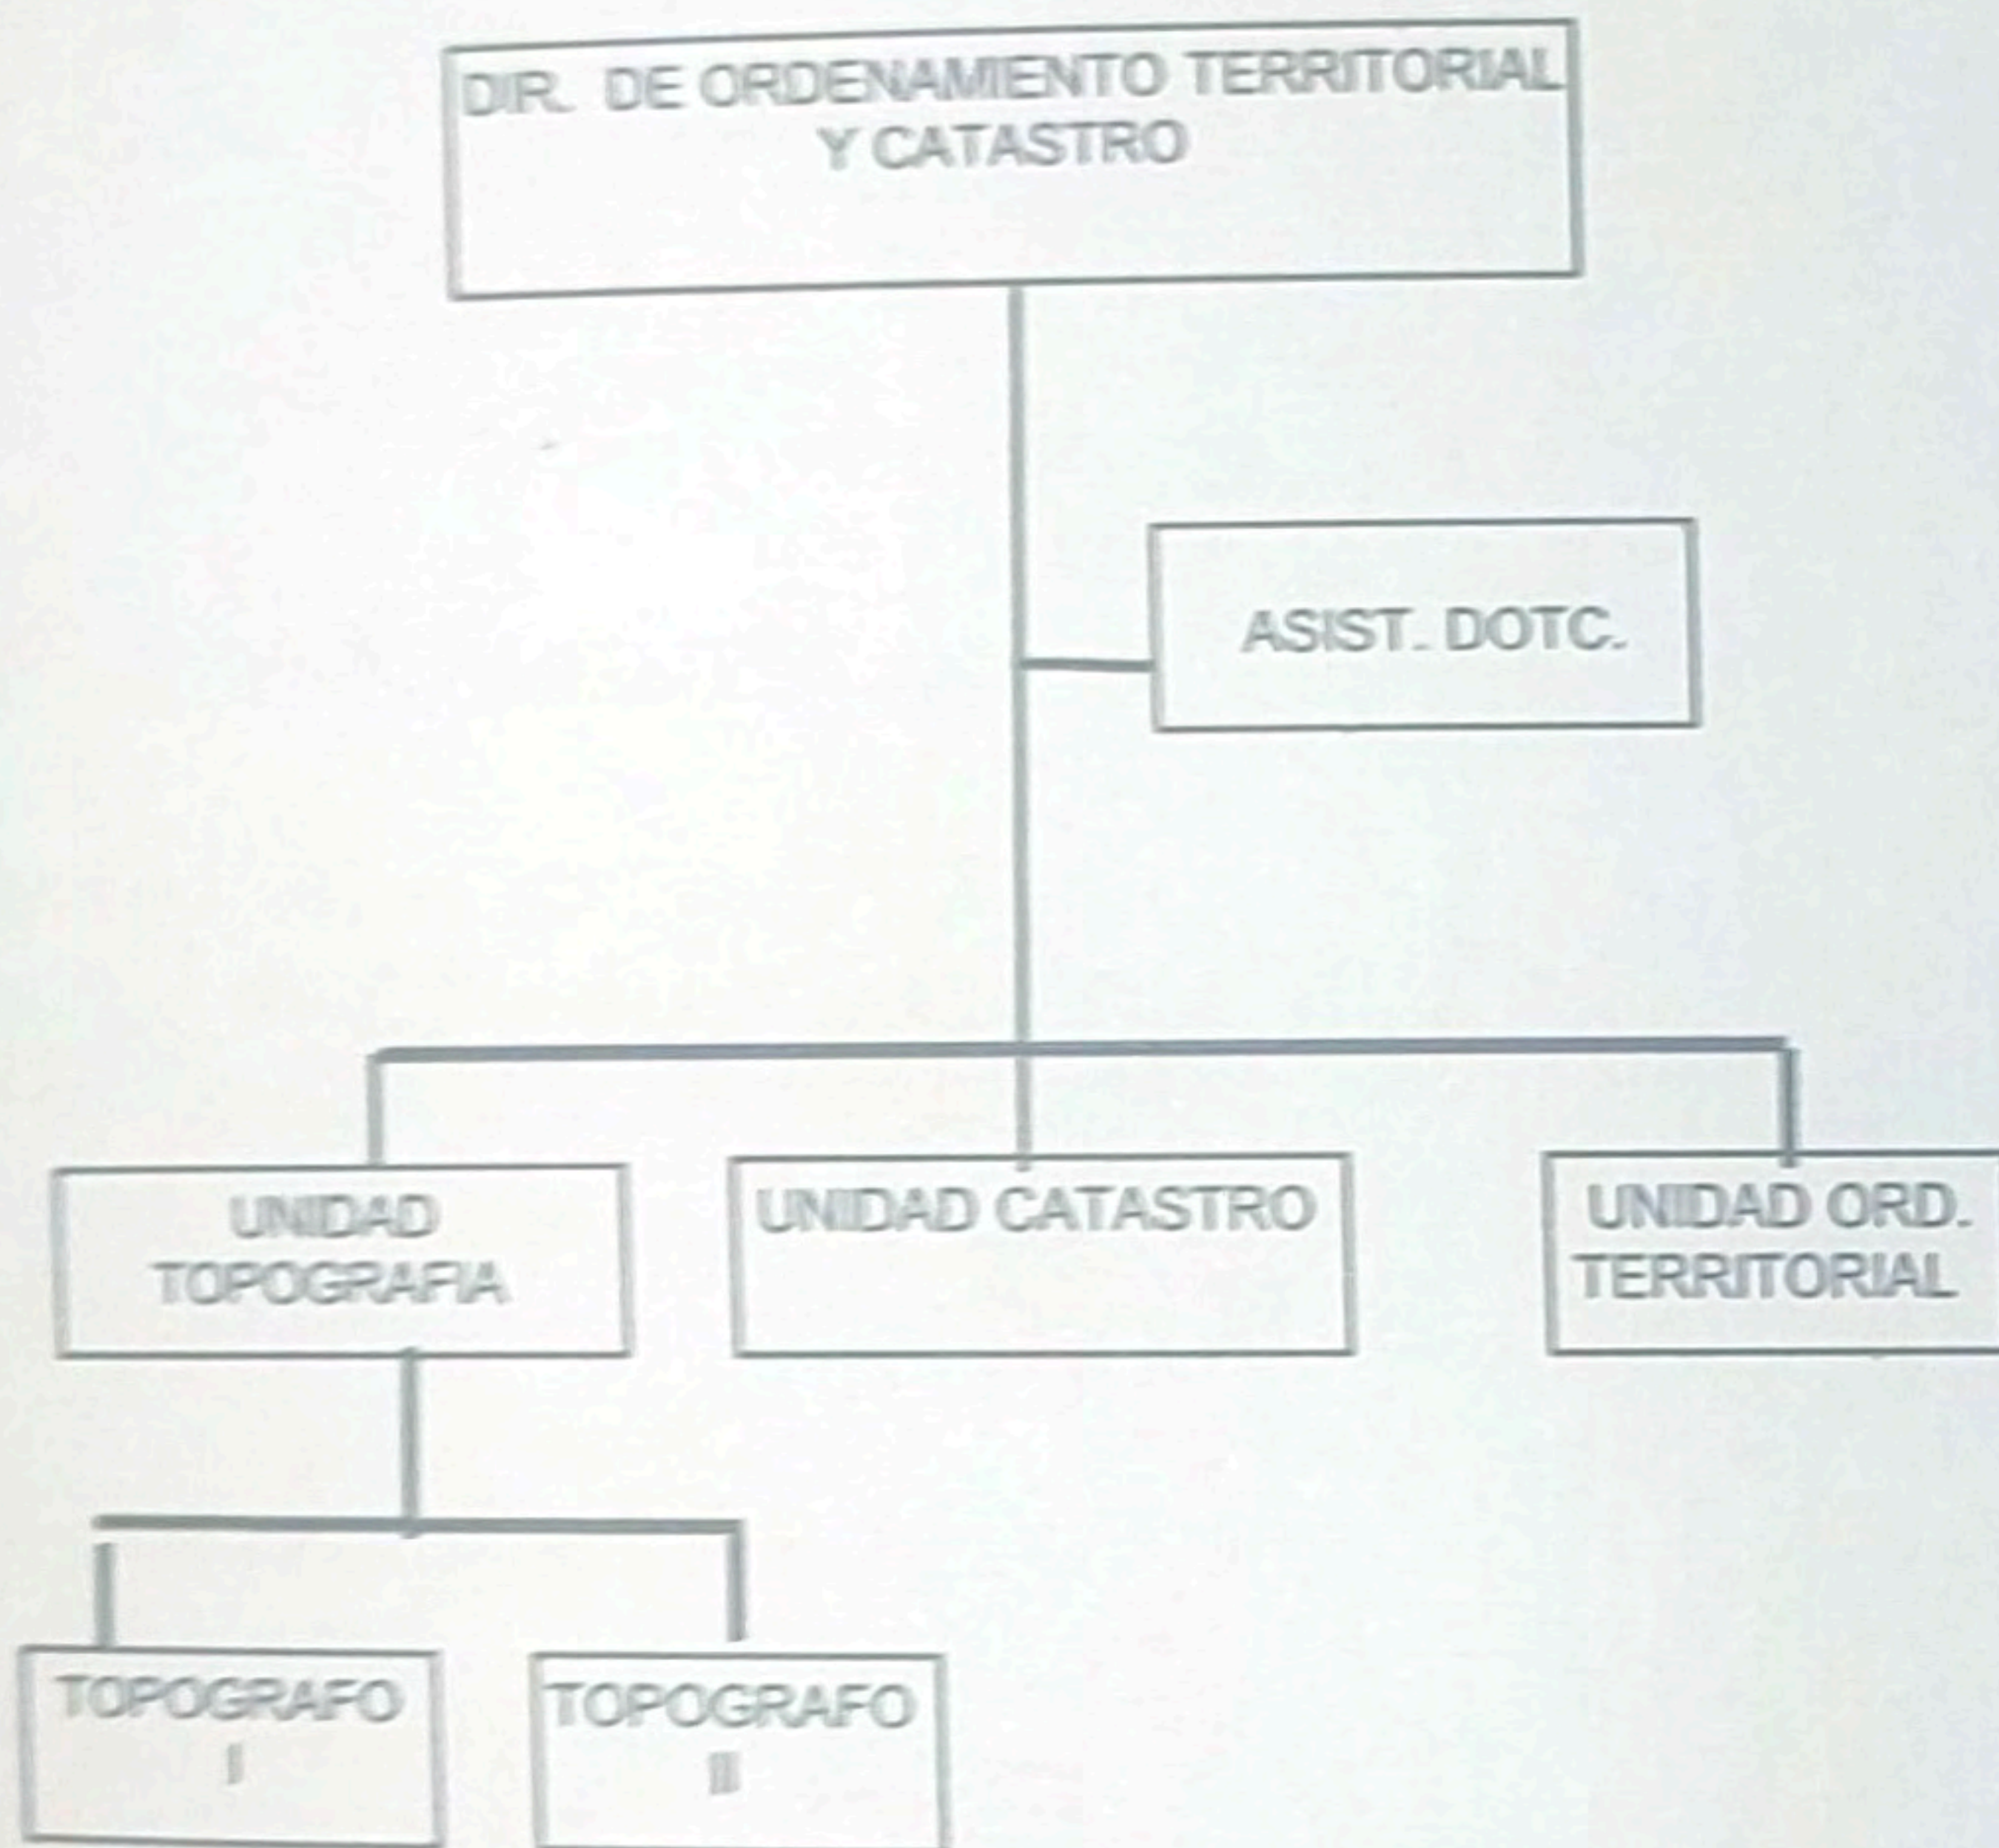 DIR. DE ORDENAMIENTO TERRITORIAL
Y CATASTRO
ASIST. DOTC.
UNIDAD
TOPOGRAFIA
UNIDAD CATASTRO
UNIDAD ORD.
TERRITORIAL
TOPOGRAFO
I
TOPOGRAFO
II